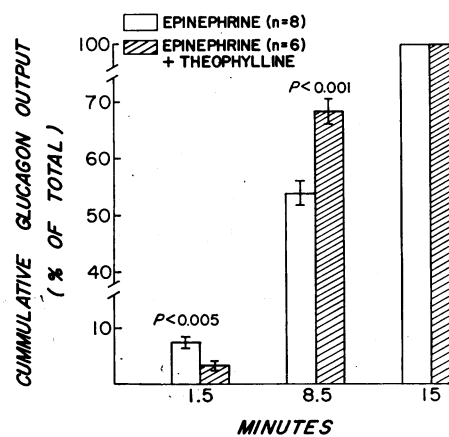 EPINEPHRINE (n=8)
EPINEPHRINE (n=6)
+ THEOPHYLLINE
CUMMULATIVE GLUCAGON OUTPUT
(% OF TOTAL)
100
70
60
50
40
10
P<0.005
P<0.001
1.5
8.5
15
MINUTES